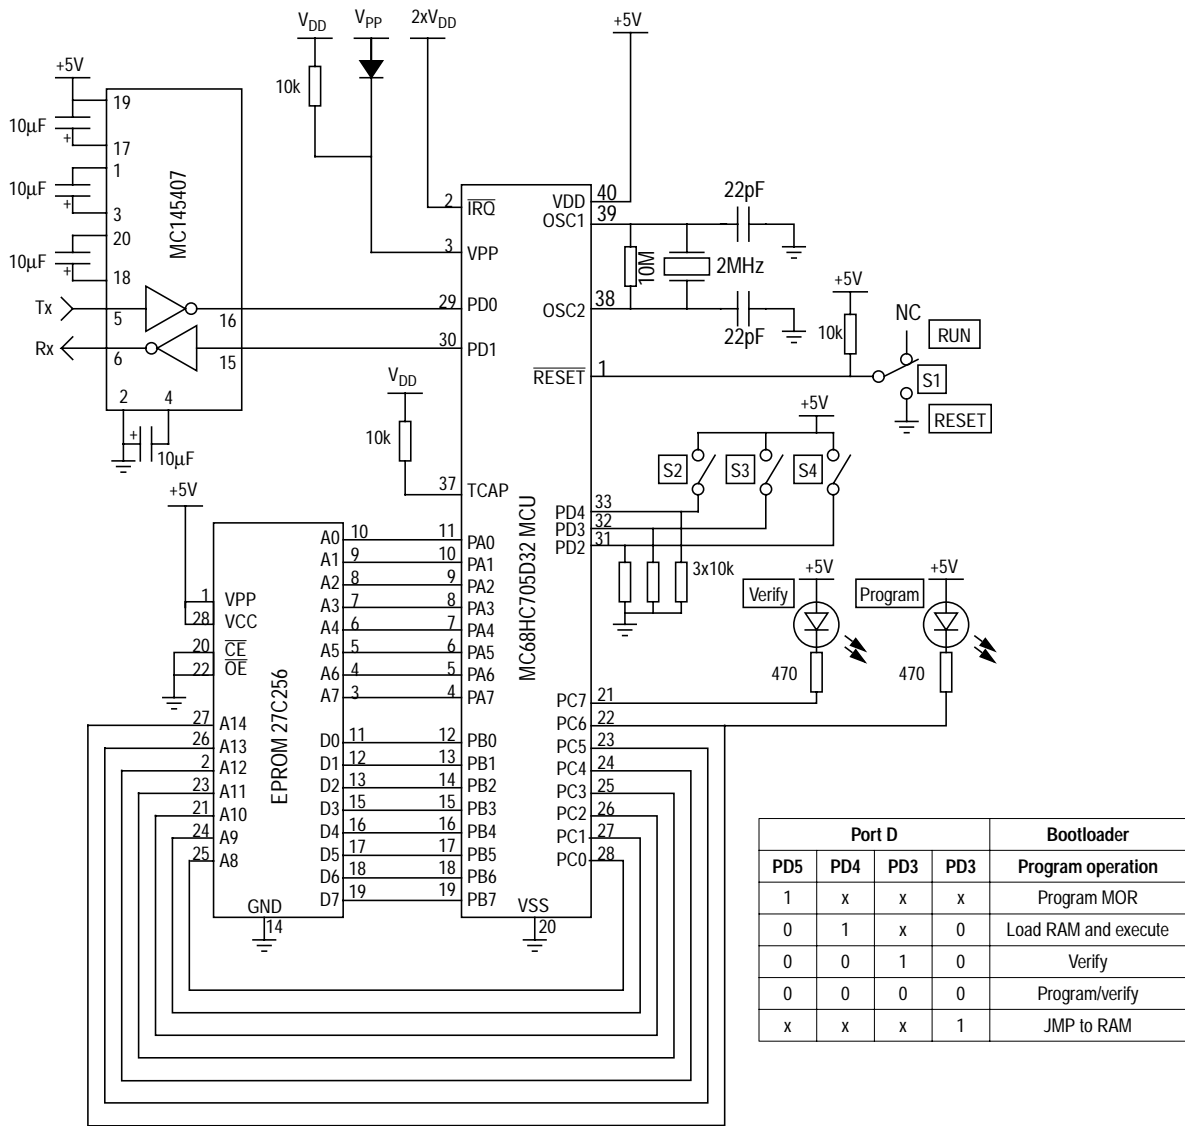 V_DD V_PP 2xV_DD +5V
+5V
10k
10µF + 19
17
10µF + 1
3
10µF + 20
18
MC145407
Tx 5 16
Rx 6 15
2 4
+ 10µF
2 IRQ
3 VPP
29 PD0
30 PD1
V_DD
10k
37 TCAP
MC68HC705D32 MCU
VDD 40
OSC1 39
22pF
10M
2MHz
OSC2 38
22pF
+5V
10k
NC
RUN
S1
RESET
RESET 1
+5V
S2 S3 S4
PD4 33
PD3 32
PD2 31
3x10k
Verify +5V Program +5V
470 470
PC7 21
PC6 22
PC5 23
PC4 24
PC3 25
PC2 26
PC1 27
PC0 28
VSS
20
+5V
1 VPP
28 VCC
20 CE
22 OE
27 A14
26 A13
2 A12
23 A11
21 A10
24 A9
25 A8
EPROM 27C256
GND
14
A0 10 11 PA0
A1 9 10 PA1
A2 8 9 PA2
A3 7 8 PA3
A4 6 7 PA4
A5 5 6 PA5
A6 4 5 PA6
A7 3 4 PA7
D0 11 12 PB0
D1 12 13 PB1
D2 13 14 PB2
D3 15 15 PB3
D4 16 16 PB4
D5 17 17 PB5
D6 18 18 PB6
D7 19 19 PB7
Port D Bootloader
PD5 PD4 PD3 PD3 Program operation
1 x x x Program MOR
0 1 x 0 Load RAM and execute
0 0 1 0 Verify
0 0 0 0 Program/verify
x x x 1 JMP to RAM